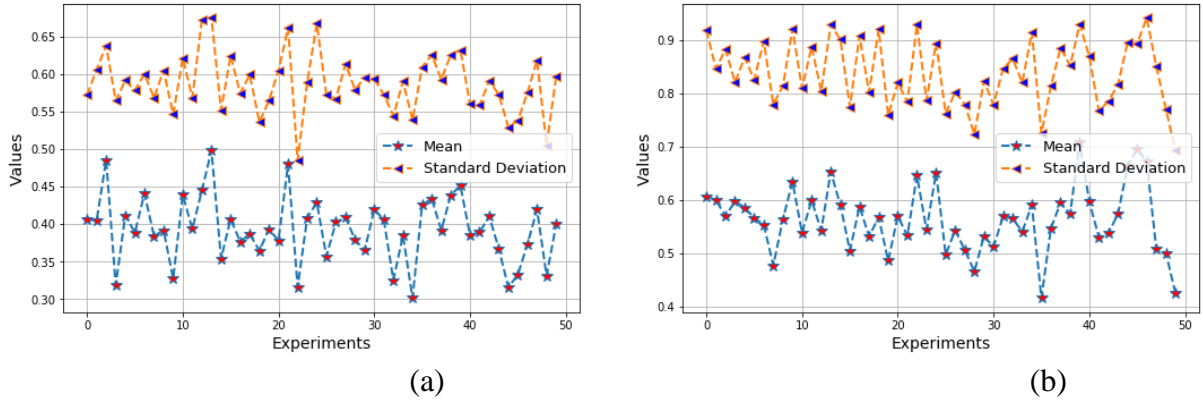 0.65
0.60
0.55
0.50
0.45
0.40
0.35
0.30
Values
Mean
Standard Deviation
0 10 20 30 40 50
Experiments
(a)
0.9
0.8
0.7
0.6
0.5
0.4
Values
Mean
Standard Deviation
0 10 20 30 40 50
Experiments
(b)